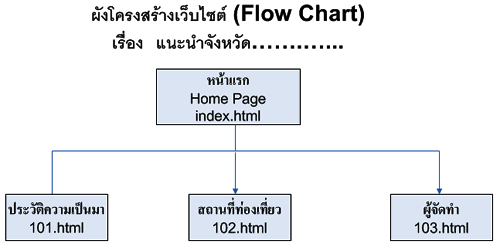 ผังโครงสร้างเว็บไซต์ (Flow Chart)
เรื่อง แนะนำจังหวัด..............
หน้าแรก
Home Page
index.html
ประวัติความเป็นมา
101.html
สถานที่ท่องเที่ยว
102.html
ผู้จัดทำ
103.html